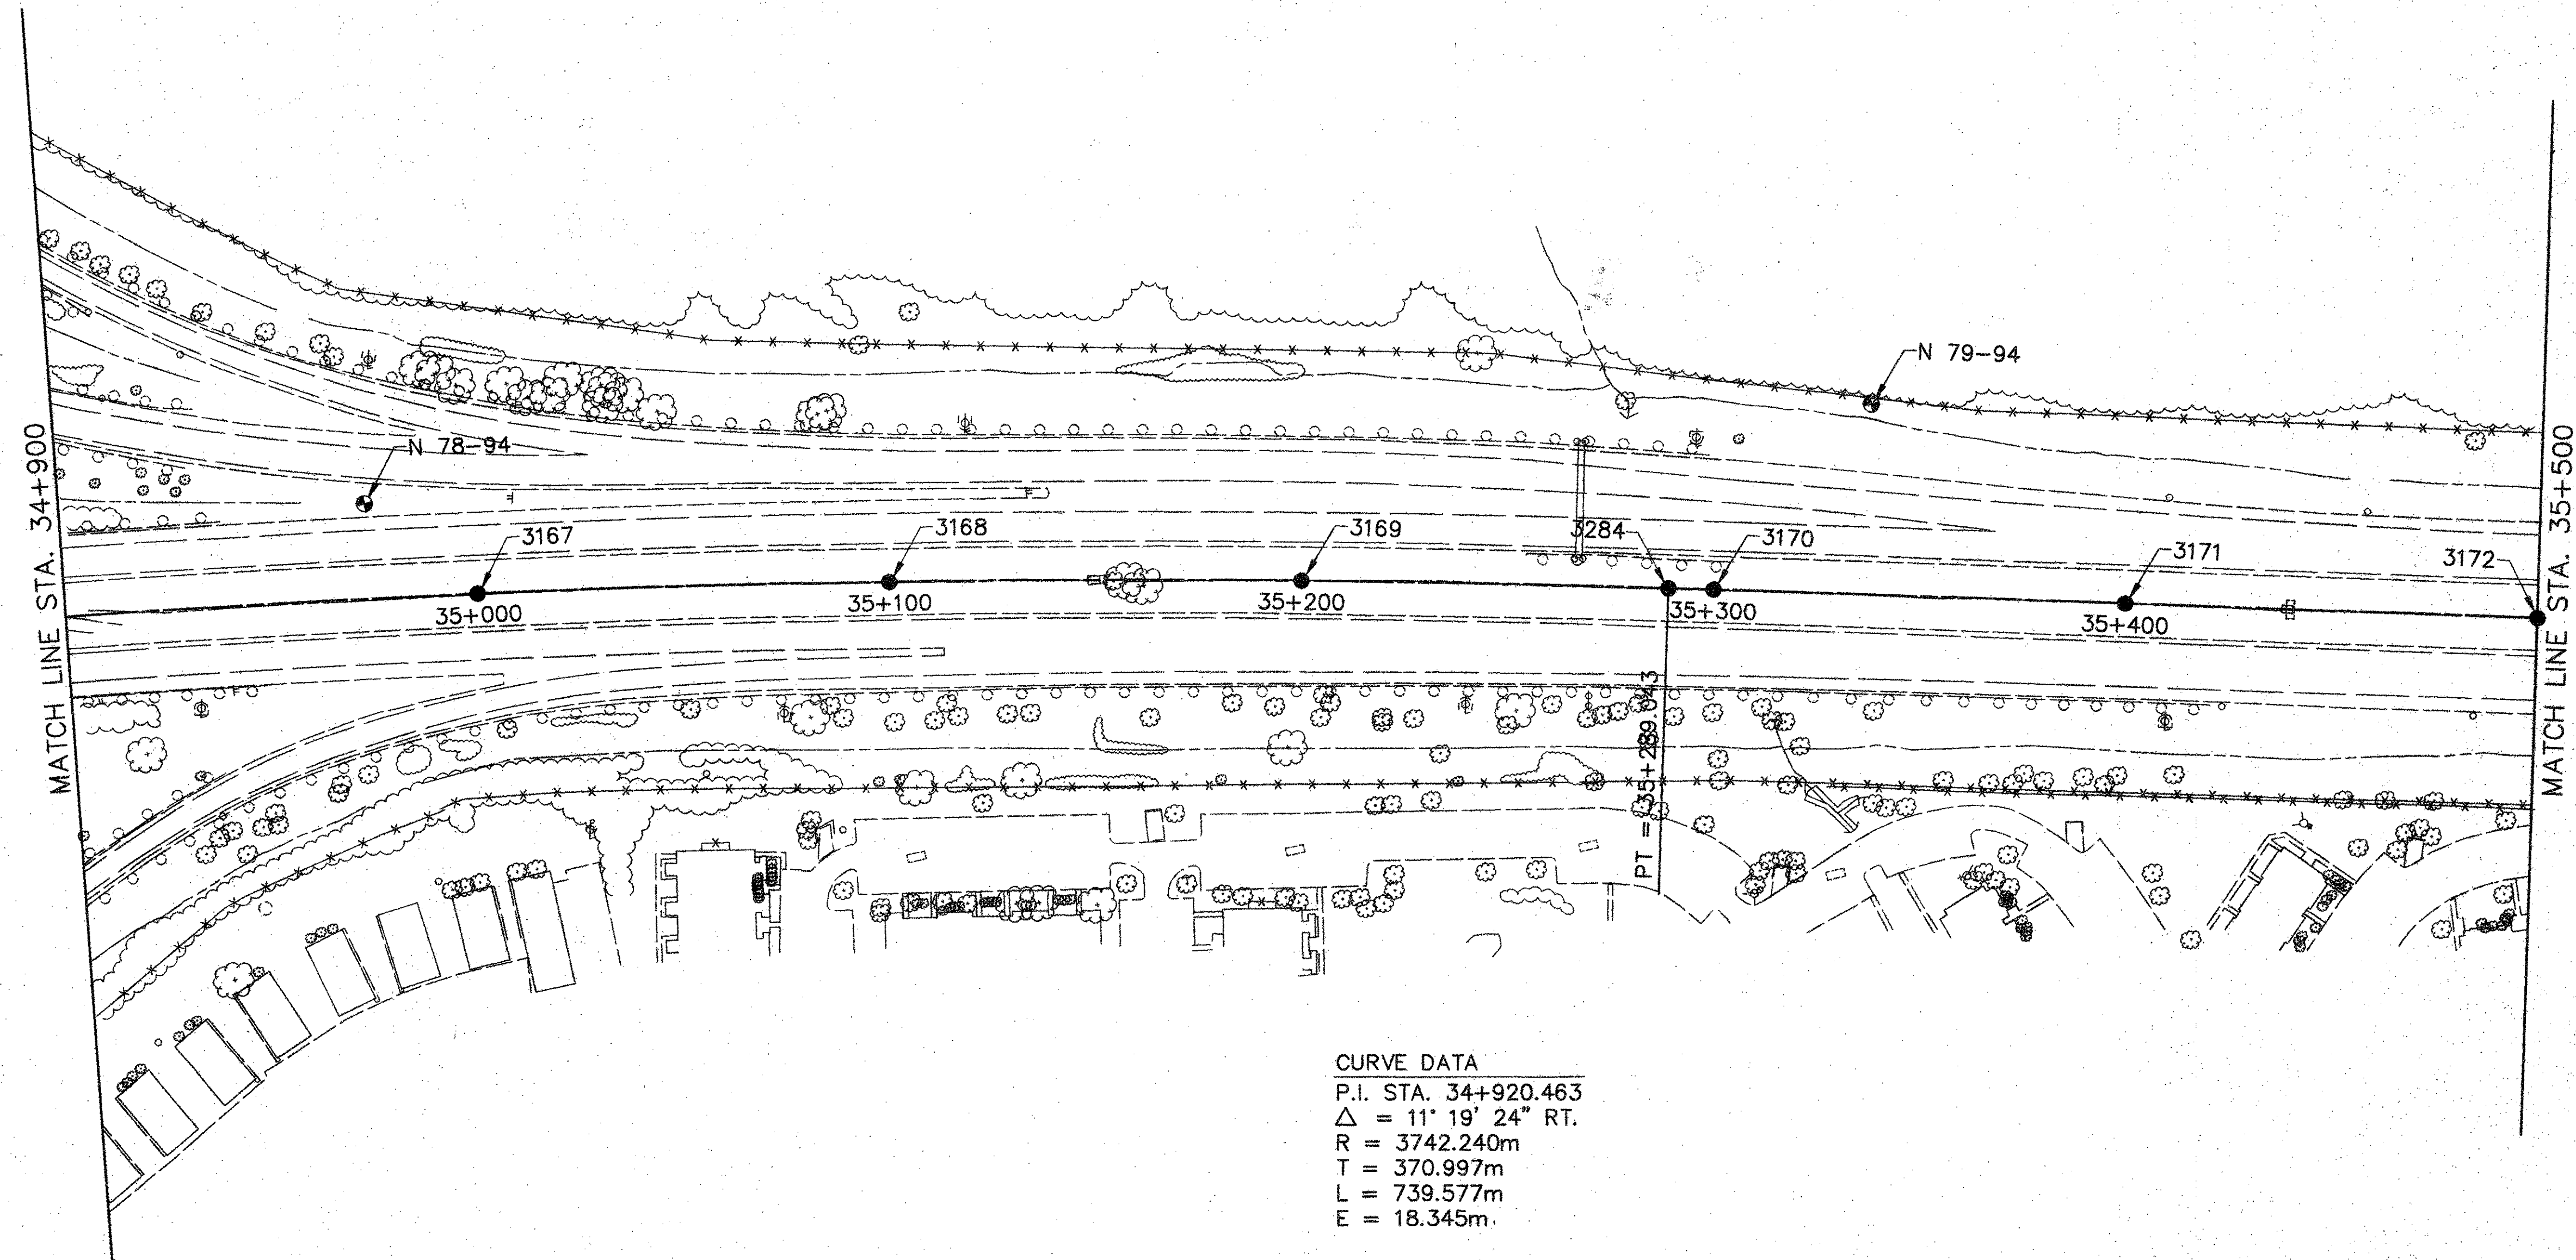 N 79-94
N 78-94
MATCH LINE STA. 34+900
MATCH LINE STA. 35+500
3167
3168
3169
3284
3170
3171
3172
35+000
35+100
35+200
35+300
35+400
PT = 35+289.043
CURVE DATA
P.I. STA. 34+920.463
Δ = 11° 19' 24" RT.
R = 3742.240m
T = 370.997m
L = 739.577m
E = 18.345m